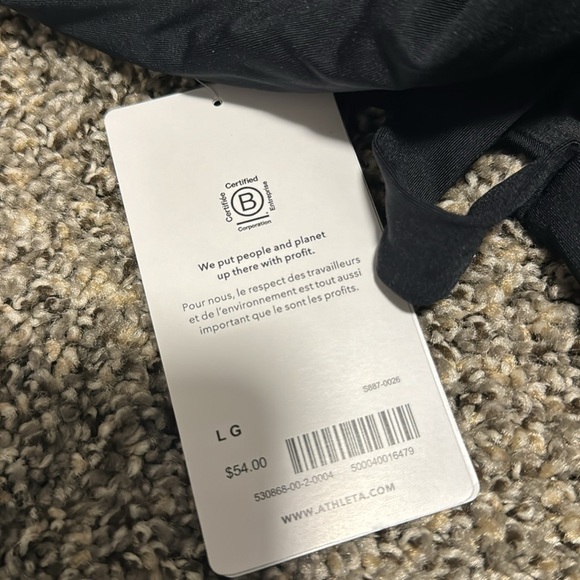 Certified
Certifiée
B
Entreprise
Corporation
We put people and planet
up there with profit.
Pour nous, le respect des travailleurs
et de l'environnement est tout aussi
important que le sont les profits.
S887-0026
LG
$54.00
530868-00-2-0004 500040016479
WWW.ATHLETA.COM